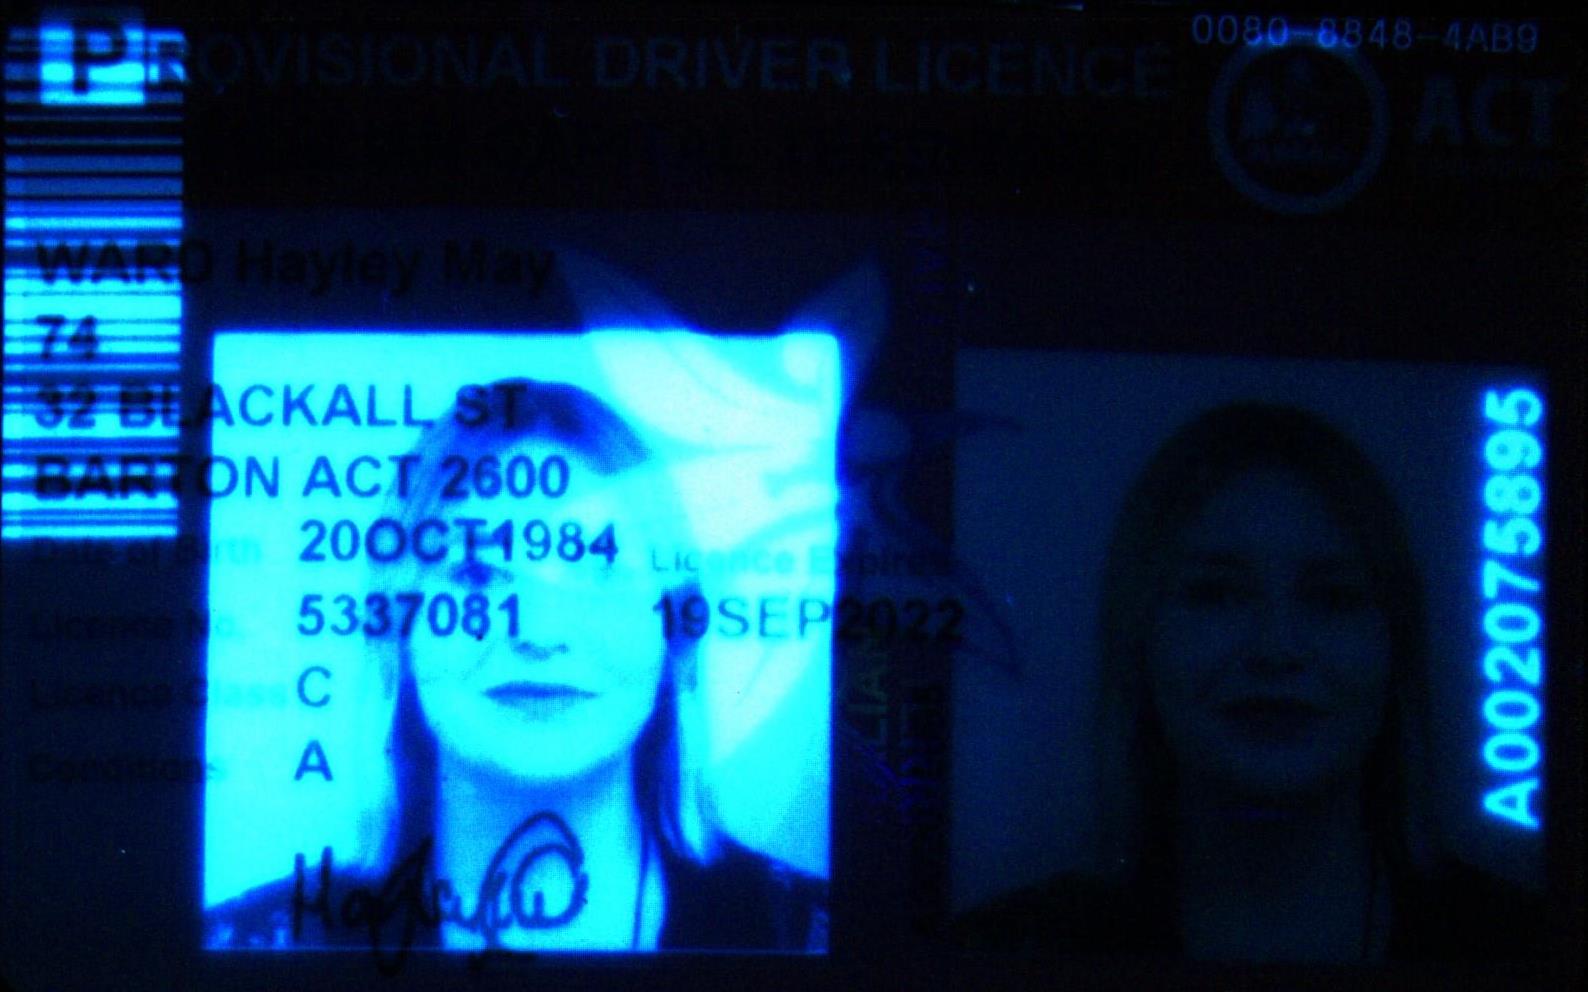 PROVISIONAL DRIVER LICENCE
0080-8848-4AB9
ACT
WARD Hayley May
74
32 BLACKALL ST
BARTON ACT 2600
Date of Birth 20OCT1984 Licence Expires
Licence No. 5337081 19SEP2022
Licence Class C
Conditions A
A002075895